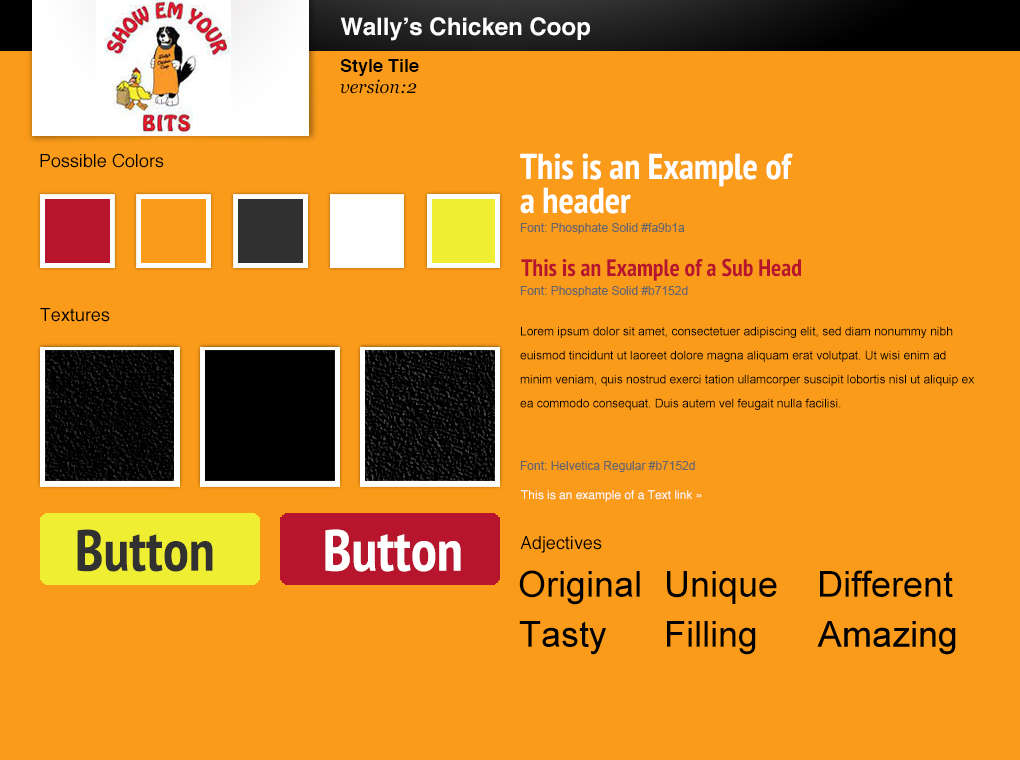 SHOW EM YOUR
BITS
Wally’s Chicken Coop
Style Tile
version:2
Possible Colors
Textures
Button
Button
This is an Example of
a header
Font: Phosphate Solid #fa9b1a
This is an Example of a Sub Head
Font: Phosphate Solid #b7152d
Lorem ipsum dolor sit amet, consectetuer adipiscing elit, sed diam nonummy nibh
euismod tincidunt ut laoreet dolore magna aliquam erat volutpat. Ut wisi enim ad
minim veniam, quis nostrud exerci tation ullamcorper suscipit lobortis nisl ut aliquip ex
ea commodo consequat. Duis autem vel feugait nulla facilisi.
Font: Helvetica Regular #b7152d
This is an example of a Text link »
Adjectives
Original Unique Different
Tasty Filling Amazing